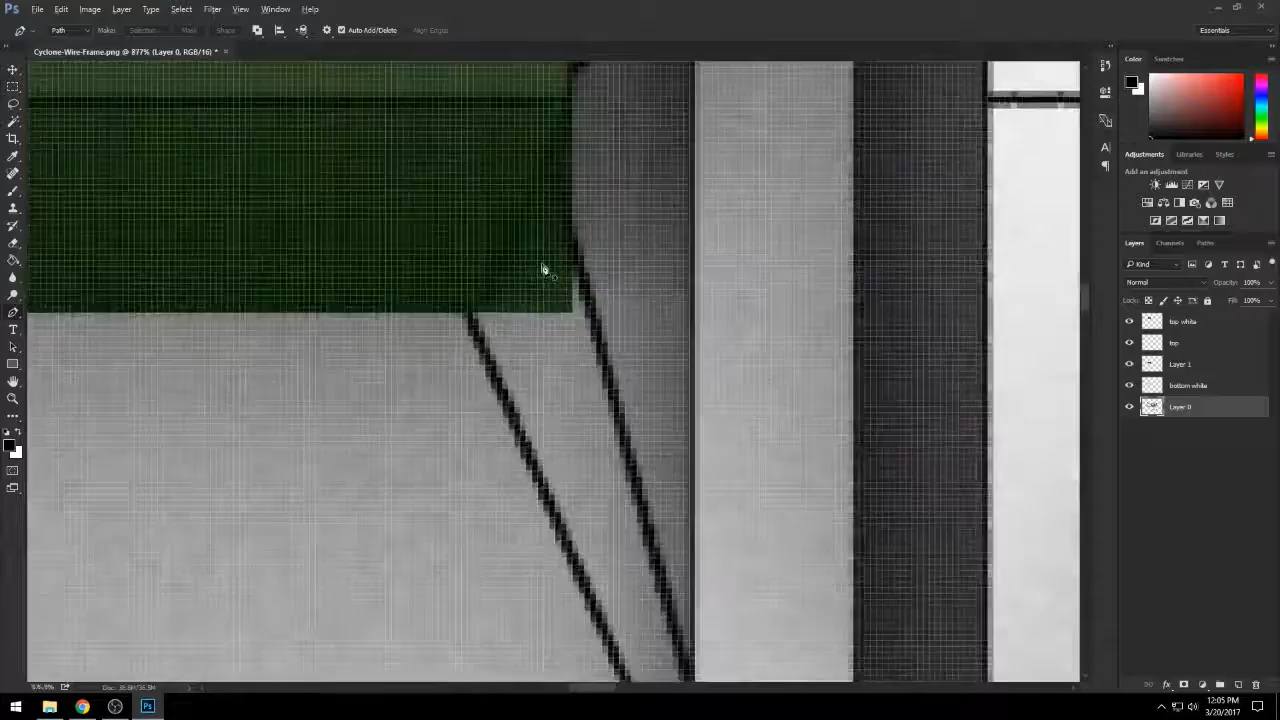 Ps File Edit Image Layer Type Select Filter 3D View Window Help
Path Make: Selection... Mask Shape Auto Add/Delete Align Edges Essentials
Cyclone-Wire-Frame.png @ 877% (Layer 0, RGB/16) * ×
Color Swatches
Adjustments Libraries Styles
Add an adjustment
Layers Channels Paths
Kind
Normal Opacity: 100%
Lock: Fill: 100%
top white
top
Layer 1
bottom white
Layer 0
12:05 PM
3/20/2017